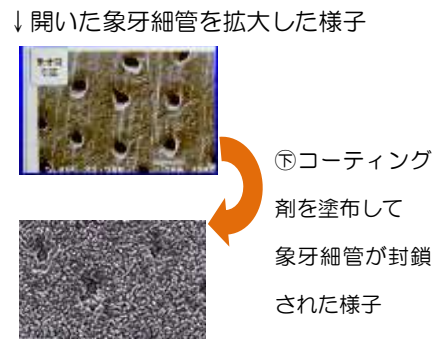 ↓開いた象牙細管を拡大した様子
㊦コーティング
剤を塗布して
象牙細管が封鎖
された様子